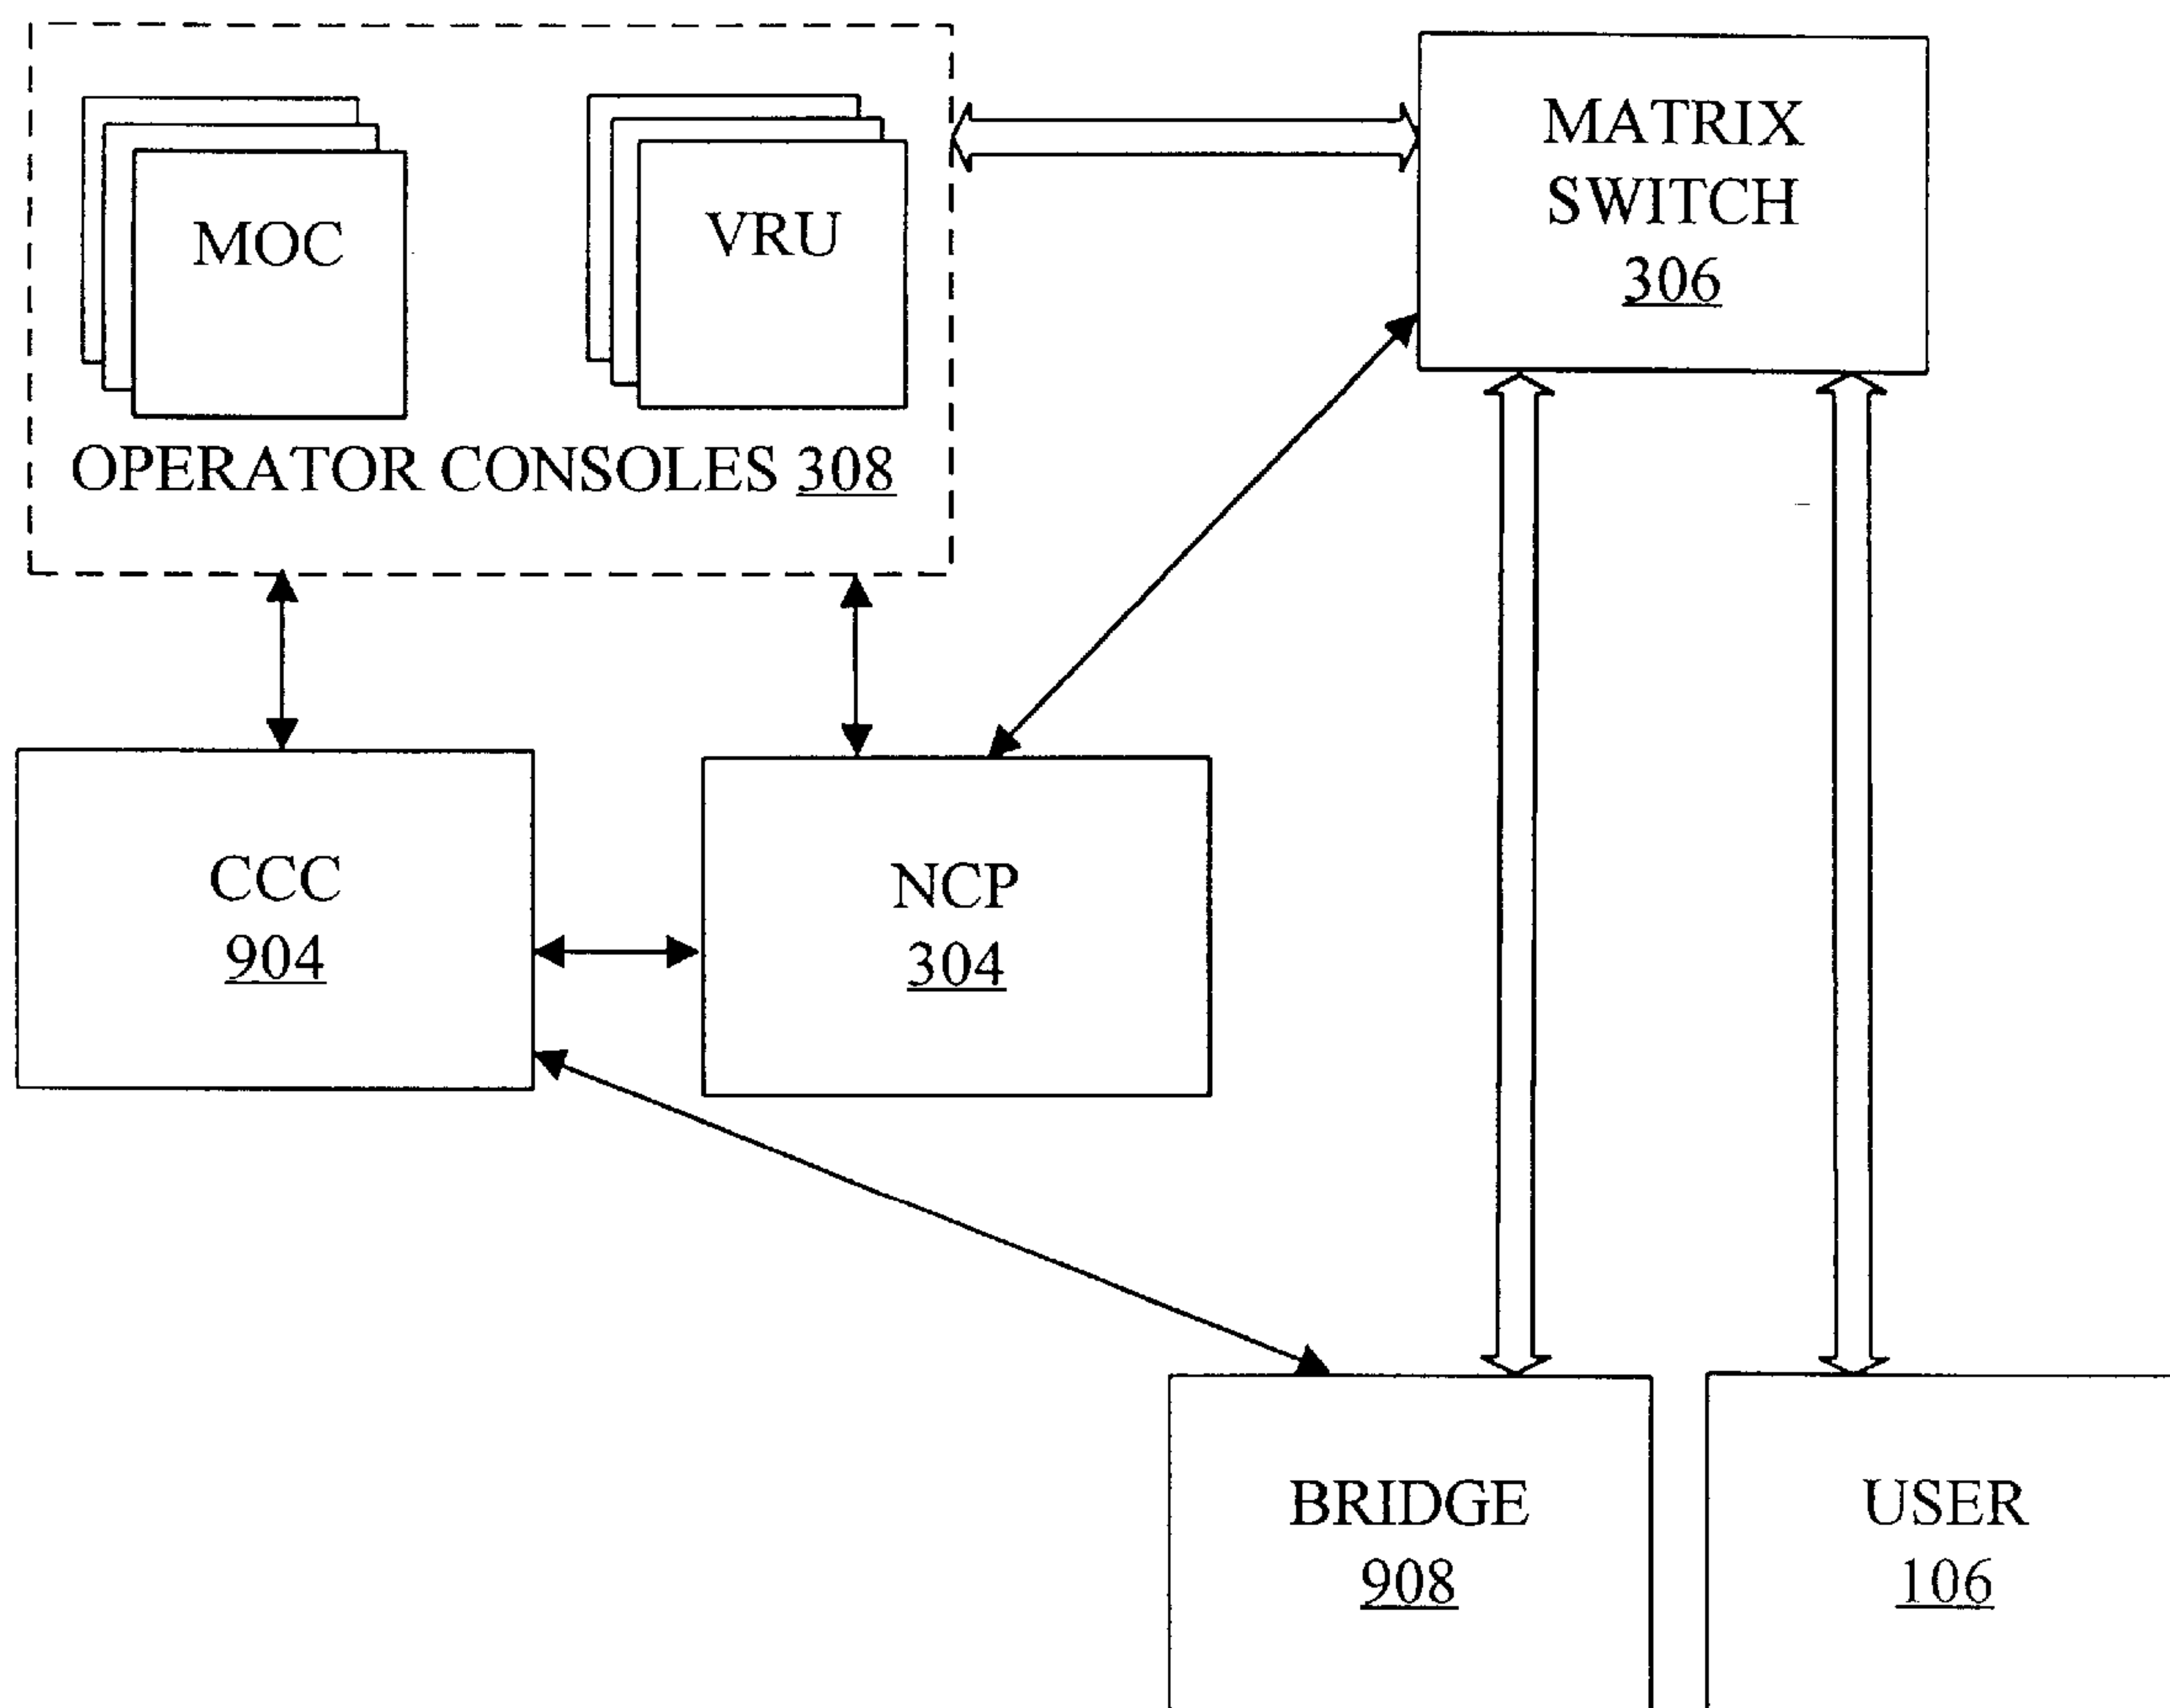 MOC
VRU
OPERATOR CONSOLES 308
MATRIX
SWITCH
306
CCC
904
NCP
304
BRIDGE
908
USER
106